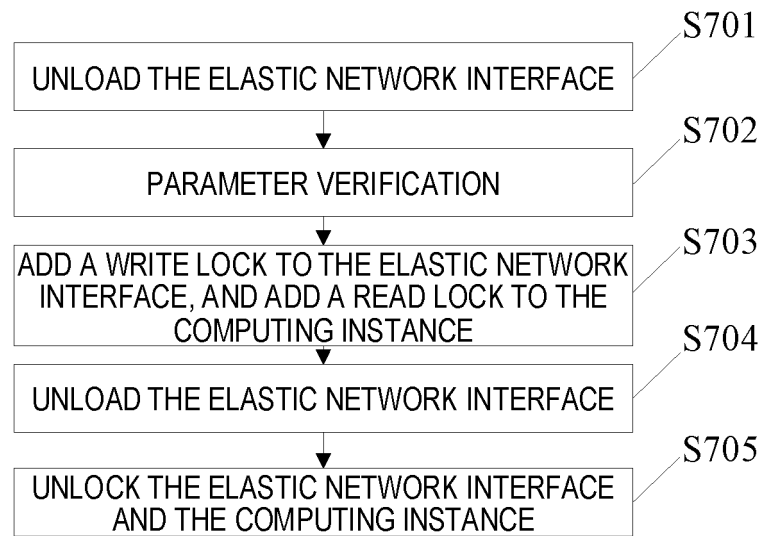 S701
UNLOAD THE ELASTIC NETWORK INTERFACE
S702
PARAMETER VERIFICATION
S703
ADD A WRITE LOCK TO THE ELASTIC NETWORK
INTERFACE, AND ADD A READ LOCK TO THE
COMPUTING INSTANCE
S704
UNLOAD THE ELASTIC NETWORK INTERFACE
S705
UNLOCK THE ELASTIC NETWORK INTERFACE
AND THE COMPUTING INSTANCE